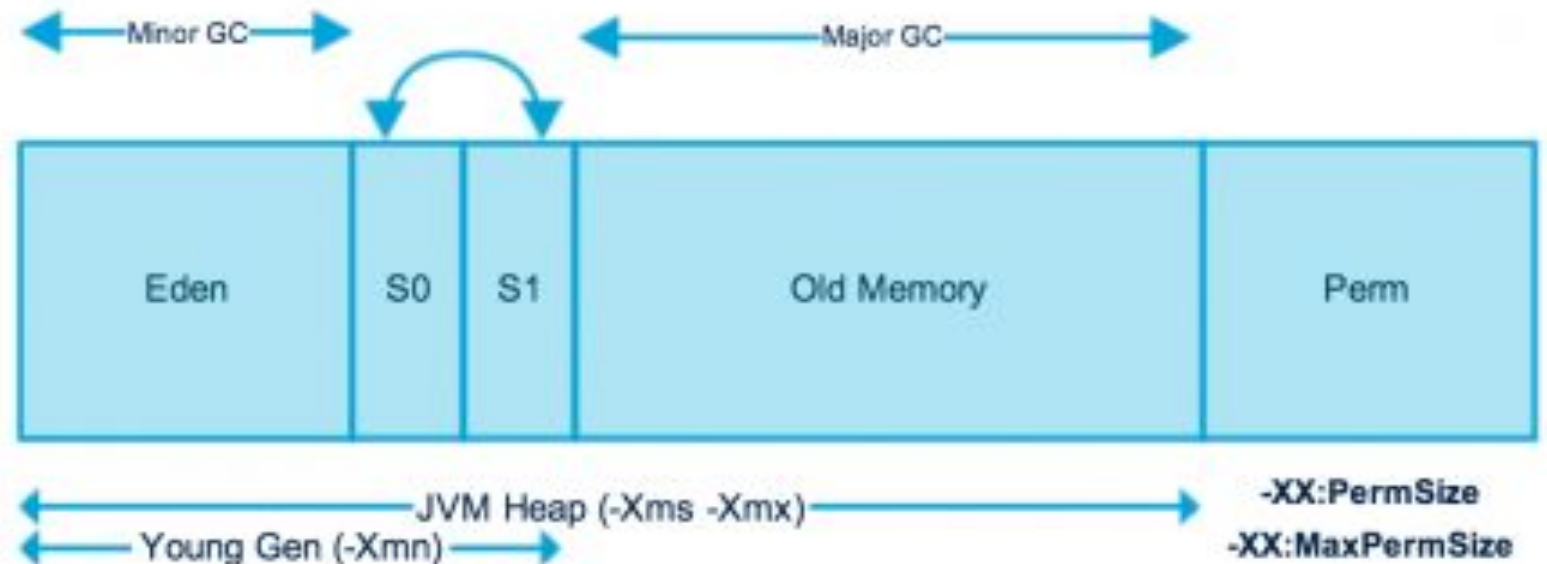 Minor GC
Major GC
Eden
S0
S1
Old Memory
Perm
JVM Heap (-Xms -Xmx)
-XX:PermSize
Young Gen (-Xmn)
-XX:MaxPermSize